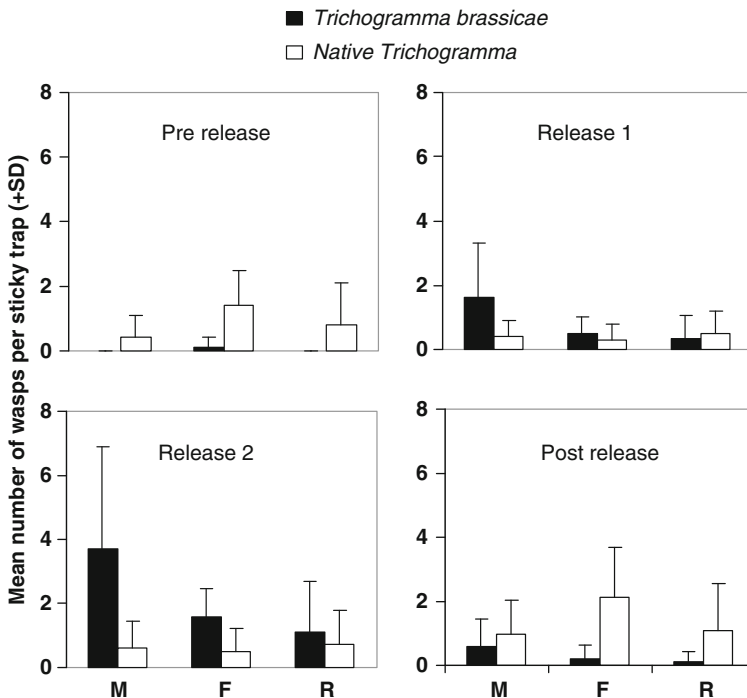 Trichogramma brassicae
Native Trichogramma
Mean number of wasps per sticky trap (+SD)
8
6
4
2
0
Pre release
8
6
4
2
0
Release 1
8
6
4
2
0
Release 2
M F R
8
6
4
2
0
Post release
M F R